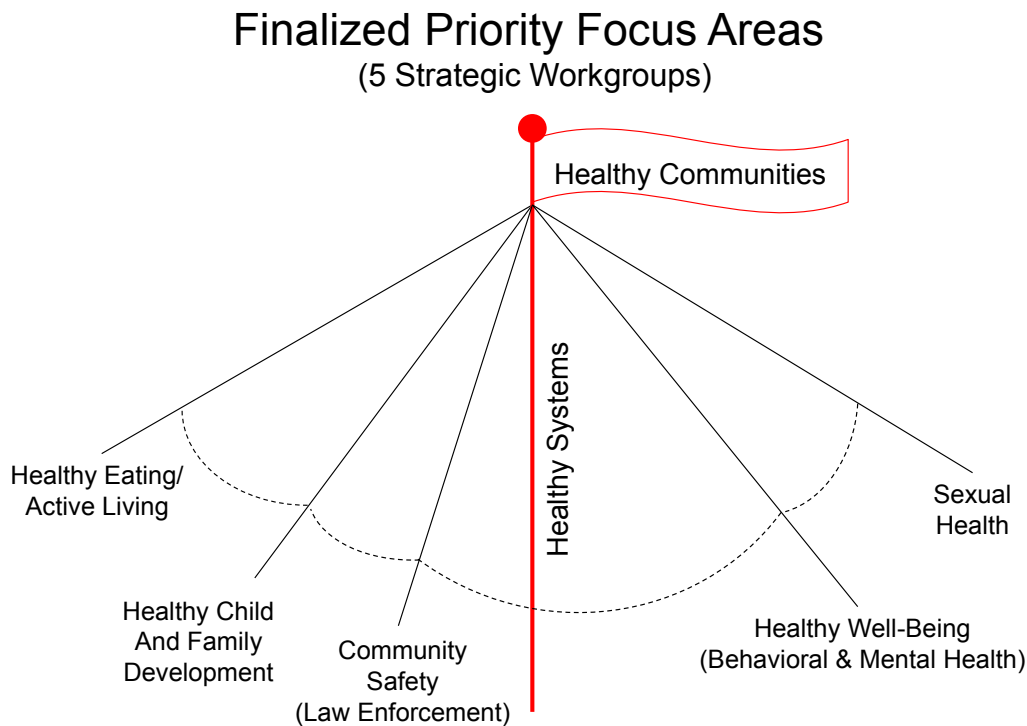 Finalized Priority Focus Areas
(5 Strategic Workgroups)
Healthy Communities
Healthy Systems
Healthy Eating/
Active Living
Healthy Child
And Family
Development
Community
Safety
(Law Enforcement)
Healthy Well-Being
(Behavioral & Mental Health)
Sexual
Health